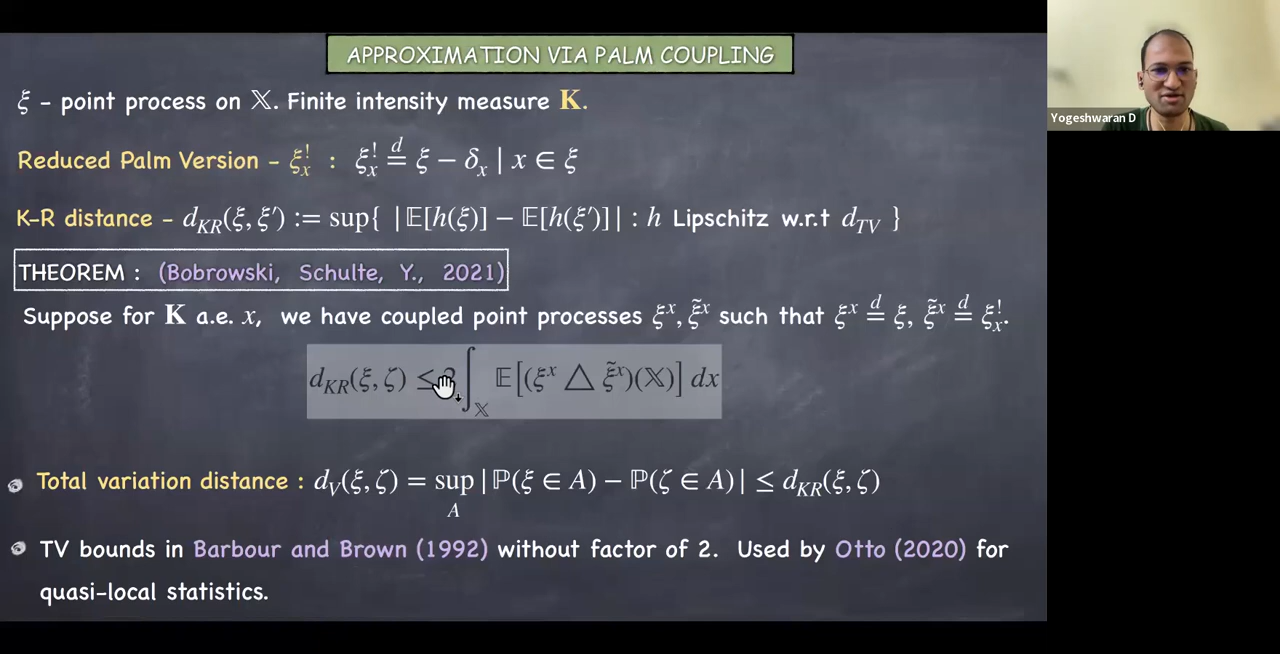 APPROXIMATION VIA PALM COUPLING
ξ - point process on 𝕏. Finite intensity measure K.
Reduced Palm Version - ξₓ^! : ξₓ^! =^d ξ − δₓ | x ∈ ξ
K-R distance - d_KR(ξ, ξ′) := sup{ |𝔼[h(ξ)] − 𝔼[h(ξ′)]| : h Lipschitz w.r.t d_TV }
THEOREM : (Bobrowski, Schulte, Y., 2021)
Suppose for K a.e. x, we have coupled point processes ξ^x, ξ̃^x such that ξ^x =^d ξ, ξ̃^x =^d ξₓ^!.
d_KR(ξ, ζ) ≤ 2 ∫_𝕏 𝔼[(ξ^x △ ξ̃^x)(𝕏)] dx
Total variation distance : d_V(ξ, ζ) = sup_A |ℙ(ξ ∈ A) − ℙ(ζ ∈ A)| ≤ d_KR(ξ, ζ)
TV bounds in Barbour and Brown (1992) without factor of 2. Used by Otto (2020) for
quasi-local statistics.
Yogeshwaran D